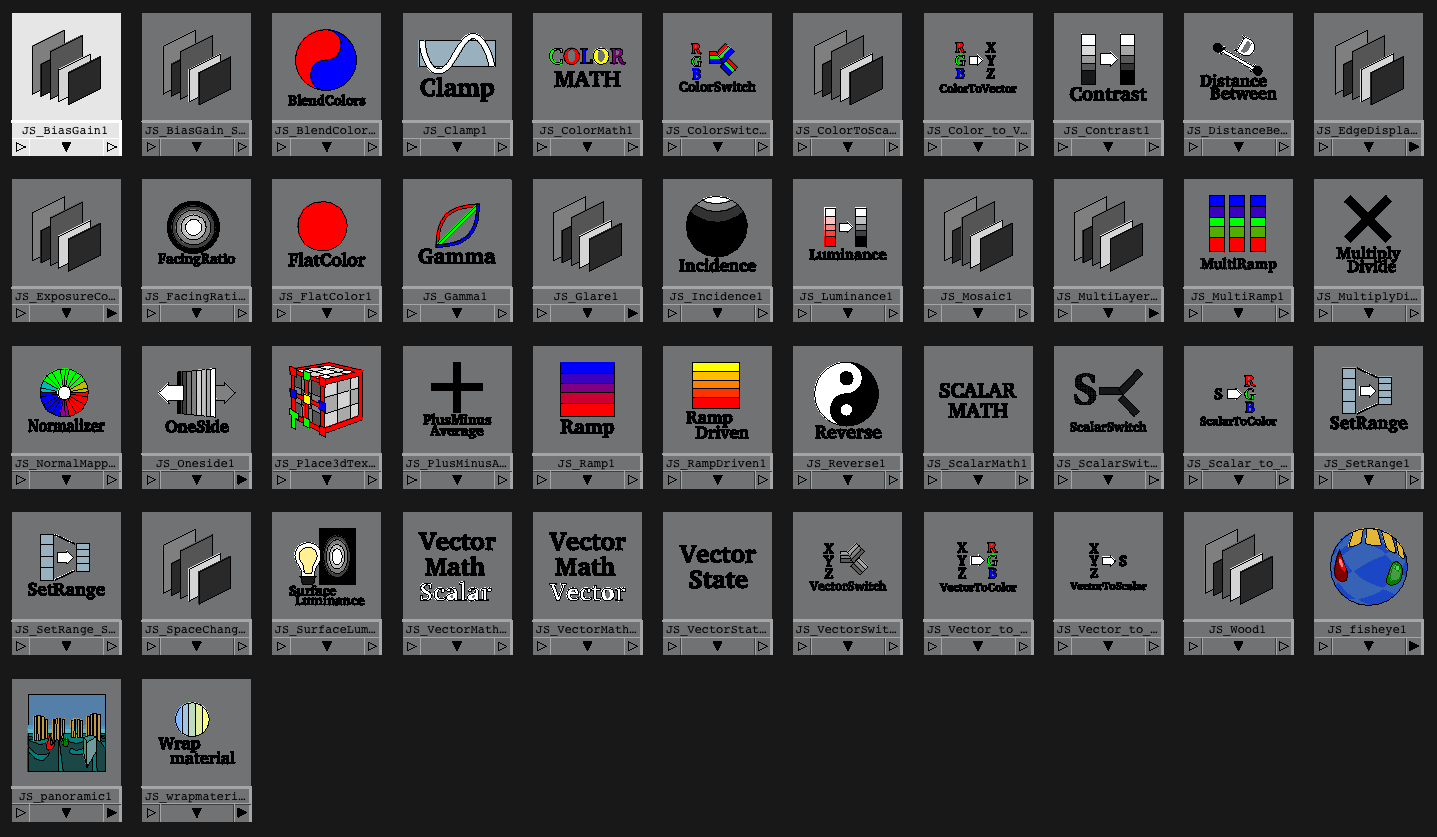 BlendColors
Clamp
COLOR
MATH
R
G
B
ColorSwitch
R
G
B
X
Y
Z
ColorToVector
Contrast
D
Distance
Between
JS_BiasGain1
JS_BiasGain_S...
JS_BlendColor...
JS_Clamp1
JS_ColorMath1
JS_ColorSwitc...
JS_ColorToSca...
JS_Color_to_V...
JS_Contrast1
JS_DistanceBe...
JS_EdgeDispla...
FacingRatio
FlatColor
Gamma
Incidence
Luminance
MultiRamp
Multiply
Divide
JS_ExposureCo...
JS_FacingRati...
JS_FlatColor1
JS_Gamma1
JS_Glare1
JS_Incidence1
JS_Luminance1
JS_Mosaic1
JS_MultiLayer...
JS_MultiRamp1
JS_MultiplyDi...
Normalizer
OneSide
PlusMinus
Average
Ramp
Ramp
Driven
Reverse
SCALAR
MATH
S
ScalarSwitch
S
R
G
B
ScalarToColor
SetRange
JS_NormalMapp...
JS_Oneside1
JS_Place3dTex...
JS_PlusMinusA...
JS_Ramp1
JS_RampDriven1
JS_Reverse1
JS_ScalarMath1
JS_ScalarSwit...
JS_Scalar_to_...
JS_SetRange1
SetRange
Surface
Luminance
Vector
Math
Scalar
Vector
Math
Vector
Vector
State
X
Y
Z
VectorSwitch
X
Y
Z
R
G
B
VectorToColor
X
Y
Z
S
VectorToScalar
JS_SetRange_S...
JS_SpaceChang...
JS_SurfaceLum...
JS_VectorMath...
JS_VectorMath...
JS_VectorStat...
JS_VectorSwit...
JS_Vector_to_...
JS_Vector_to_...
JS_Wood1
JS_fisheye1
Wrap
material
JS_panoramic1
JS_wrapmateri...